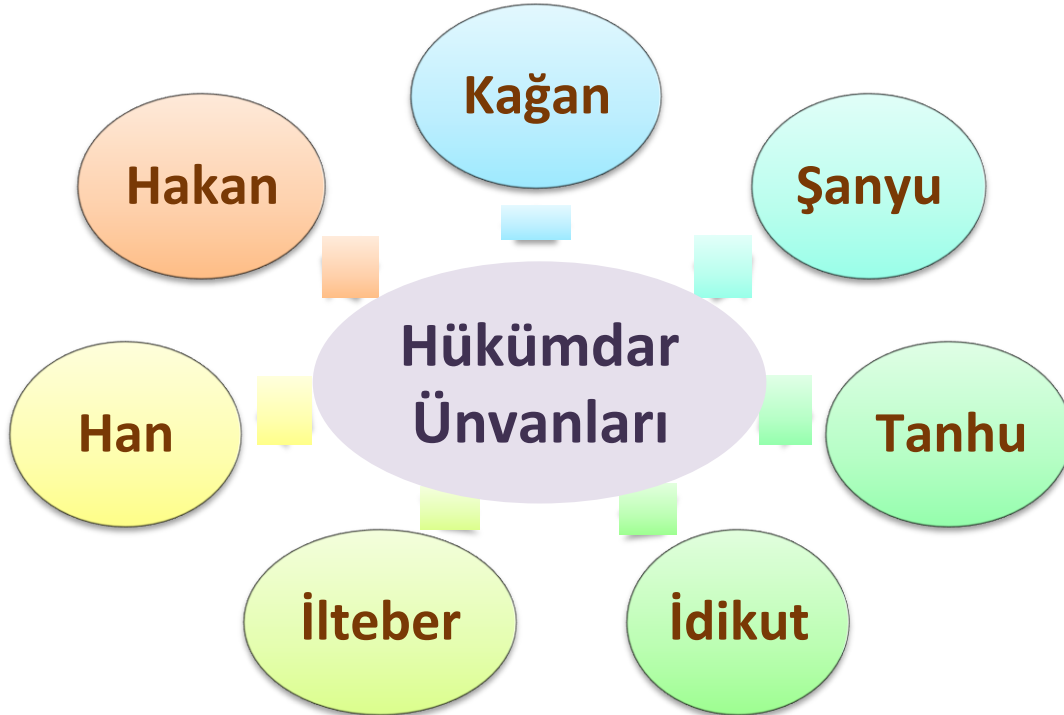 Kağan
Hakan
Şanyu
Hükümdar
Ünvanları
Han
Tanhu
İlteber
İdikut